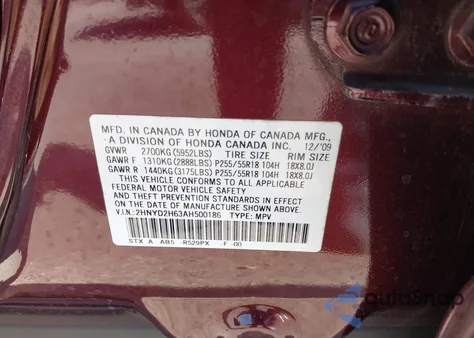 MFD. IN CANADA BY HONDA OF CANADA MFG.,
A DIVISION OF HONDA CANADA INC. 12/'09
GVWR 2700KG(5952LBS) TIRE SIZE RIM SIZE
GAWR F 1310KG(2888LBS) P255/55R18 104H 18X8.0J
GAWR R 1440KG(3175LBS) P255/55R18 104H 18X8.0J
THIS VEHICLE CONFORMS TO ALL APPLICABLE
FEDERAL MOTOR VEHICLE SAFETY, BUMPER,
AND THEFT PREVENTION STANDARDS IN EFFECT
ON THE DATE OF MANUFACTURE SHOWN ABOVE.
V.I.N.:2HNYD2H63AH500186 TYPE: MPV
STX A AB5 R529PX F -00
autoSnap